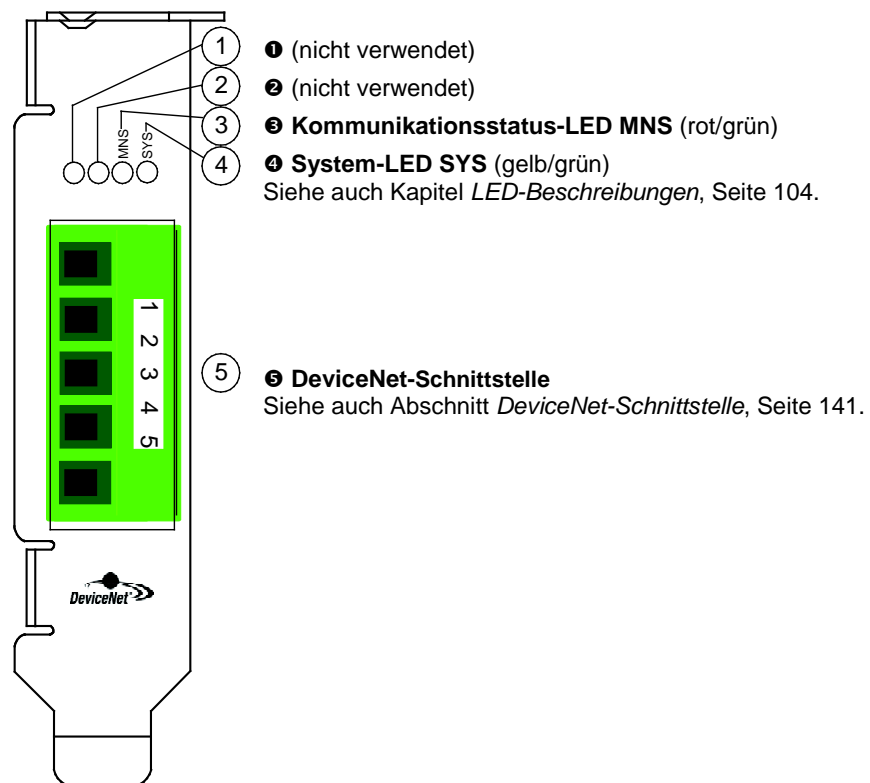 1
❶ (nicht verwendet)
2
❷ (nicht verwendet)
3
❸ Kommunikationsstatus-LED MNS (rot/grün)
4
❹ System-LED SYS (gelb/grün)
Siehe auch Kapitel LED-Beschreibungen, Seite 104.
MNS
SYS
1
2
3
4
5
5
❺ DeviceNet-Schnittstelle
Siehe auch Abschnitt DeviceNet-Schnittstelle, Seite 141.
DeviceNet